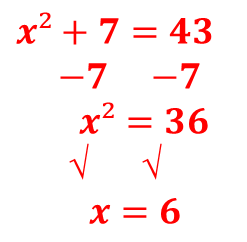 x² + 7 = 43
−7 −7
x² = 36
√ √
x = 6